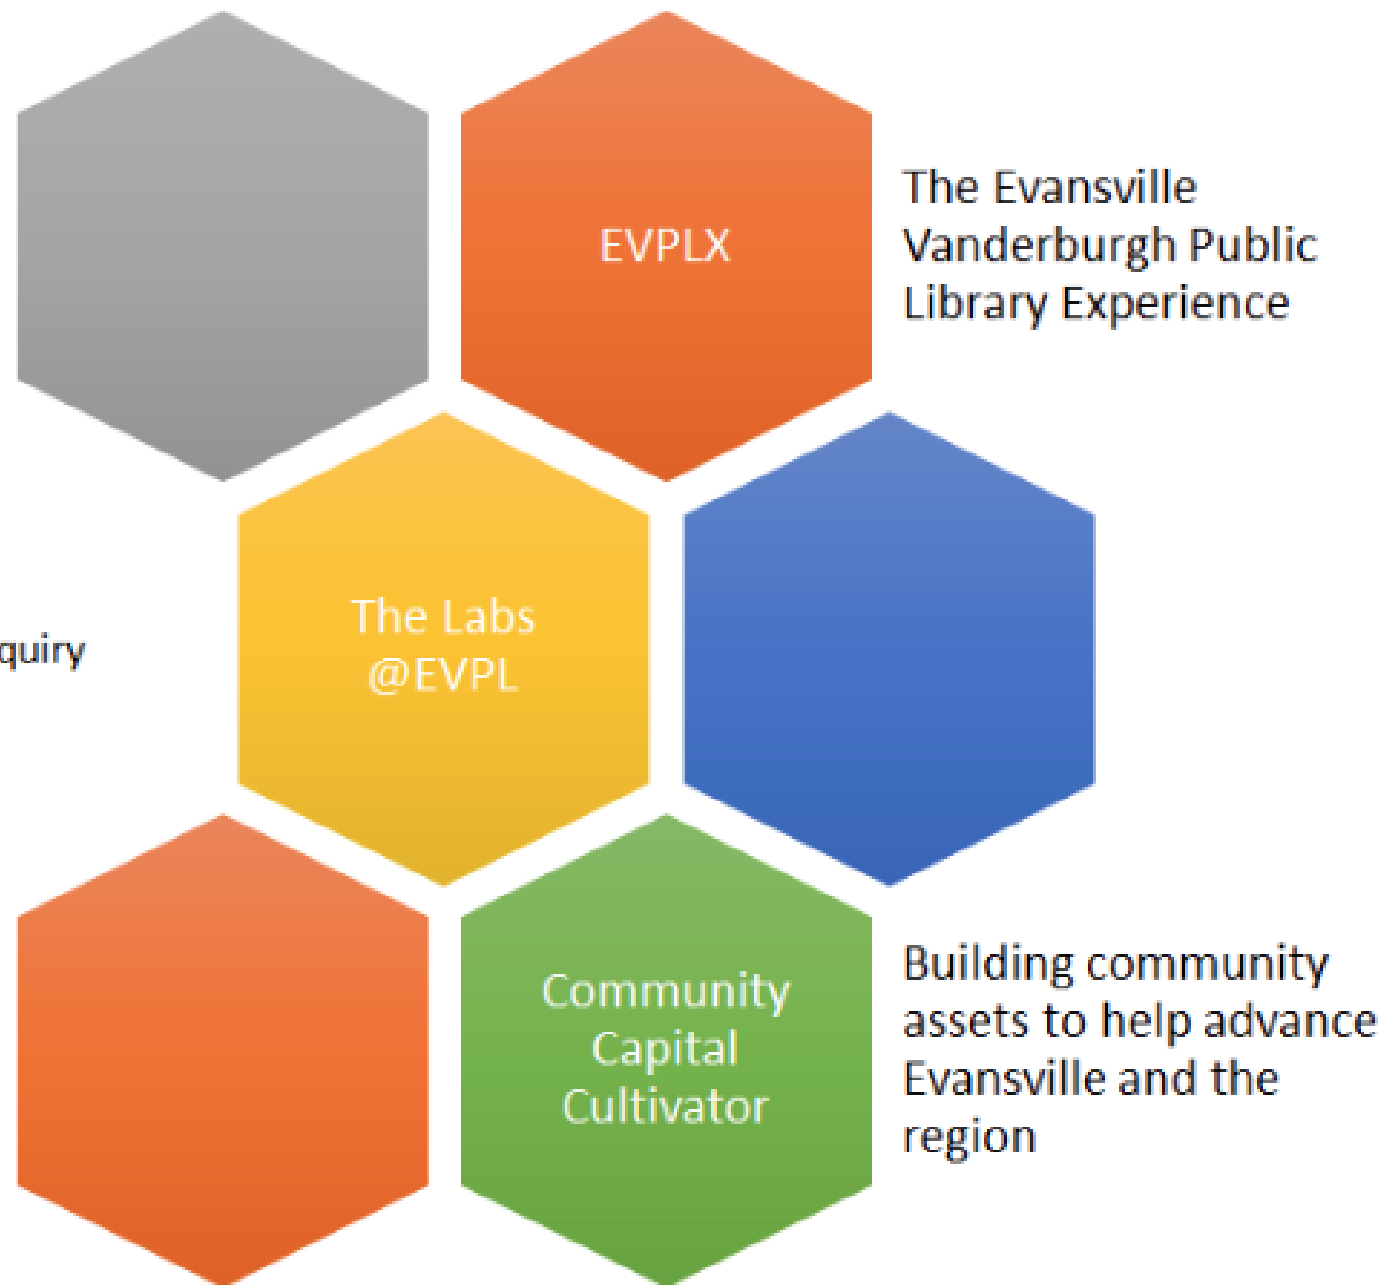 EVPLX
The Evansville
Vanderburgh Public
Library Experience
quiry
The Labs
@EVPL
Community
Capital
Cultivator
Building community
assets to help advance
Evansville and the
region